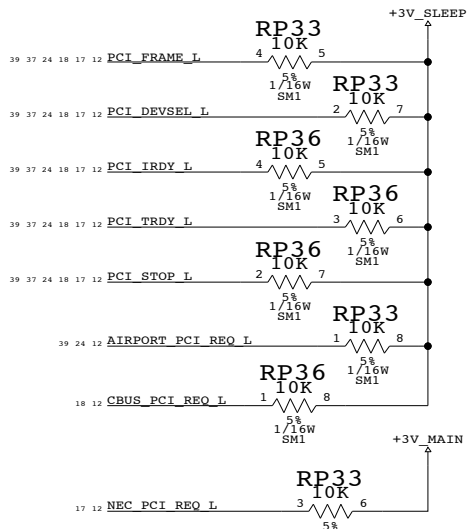 +3V_SLEEP
RP33
10K
39 37 24 18 17 12 PCI_FRAME_L 4 5
5%
1/16W
SM1
RP33
10K
39 37 24 18 17 12 PCI_DEVSEL_L 2 7
5%
1/16W
SM1
RP36
10K
39 37 24 18 17 12 PCI_IRDY_L 4 5
5%
1/16W
SM1
RP36
10K
39 37 24 18 17 12 PCI_TRDY_L 3 6
5%
1/16W
SM1
RP36
10K
39 37 24 18 17 12 PCI_STOP_L 2 7
5%
1/16W
SM1
RP33
10K
39 24 12 AIRPORT_PCI_REQ_L 1 8
5%
1/16W
SM1
RP36
10K
18 12 CBUS_PCI_REQ_L 1 8
5%
1/16W
SM1
+3V_MAIN
RP33
10K
17 12 NEC_PCI_REQ_L 3 6
5%